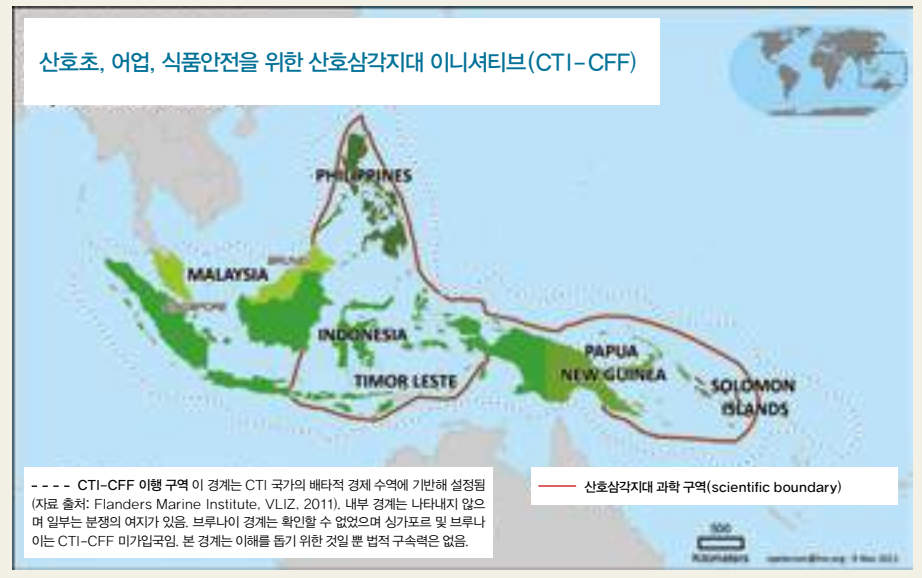 산호초, 어업, 식품안전을 위한 산호삼각지대 이니셔티브(CTI-CFF)
PHILIPPINES
BRUNEI
MALAYSIA
SINGAPORE
INDONESIA
PAPUA
NEW GUINEA
TIMOR LESTE
SOLOMON
ISLANDS
---- CTI-CFF 이행 구역 이 경계는 CTI 국가의 배타적 경제 수역에 기반해 설정됨
(자료 출처: Flanders Marine Institute, VLIZ, 2011). 내부 경계는 나타내지 않으
며 일부는 분쟁의 여지가 있음. 브루나이 경계는 확인할 수 없었으며 싱가포르 및 브루나
이는 CTI-CFF 미가입국임. 본 경계는 이해를 돕기 위한 것일 뿐 법적 구속력은 없음.
산호삼각지대 과학 구역(scientific boundary)
500
Kilometers